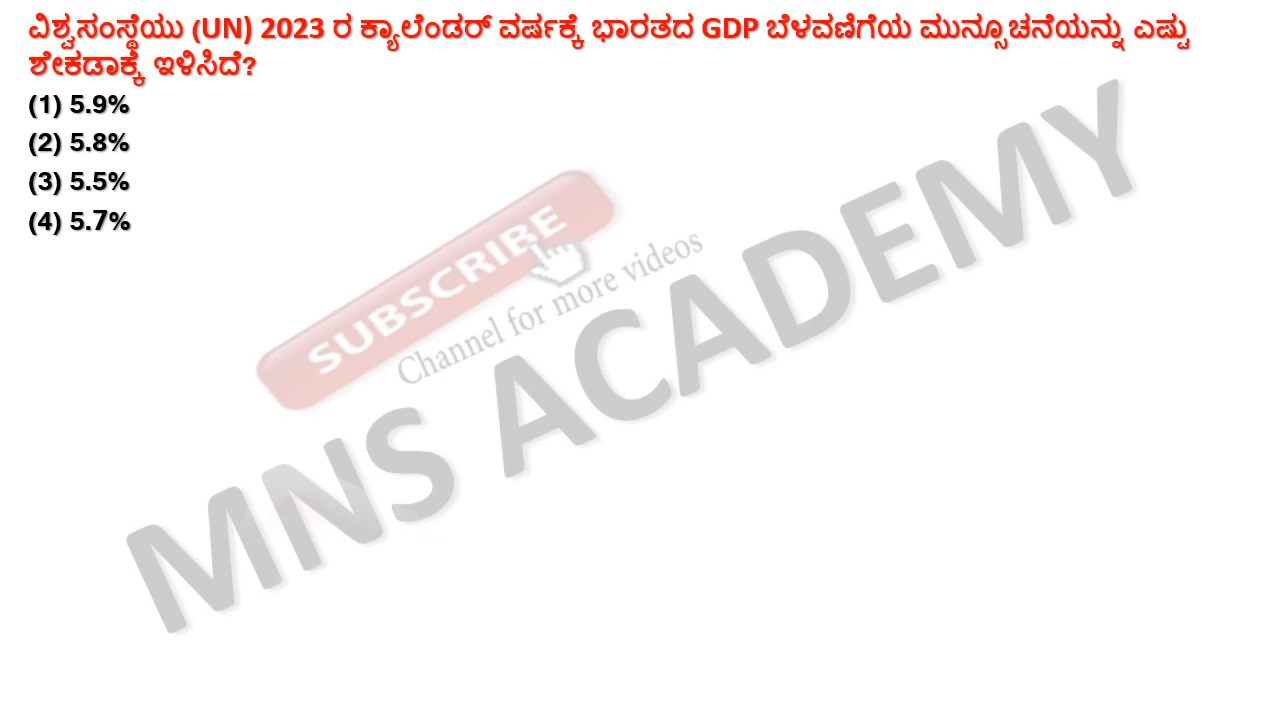 ವಿಶ್ವಸಂಸ್ಥೆಯು (UN) 2023 ರ ಕ್ಯಾಲೆಂಡರ್ ವರ್ಷಕ್ಕೆ ಭಾರತದ GDP ಬೆಳವಣಿಗೆಯ ಮುನ್ಸೂಚನೆಯನ್ನು ಎಷ್ಟು
ಶೇಕಡಾಕ್ಕೆ ಇಳಿಸಿದೆ?
(1) 5.9%
(2) 5.8%
(3) 5.5%
(4) 5.7%
SUBSCRIBE
Channel for more videos
MNS ACADEMY